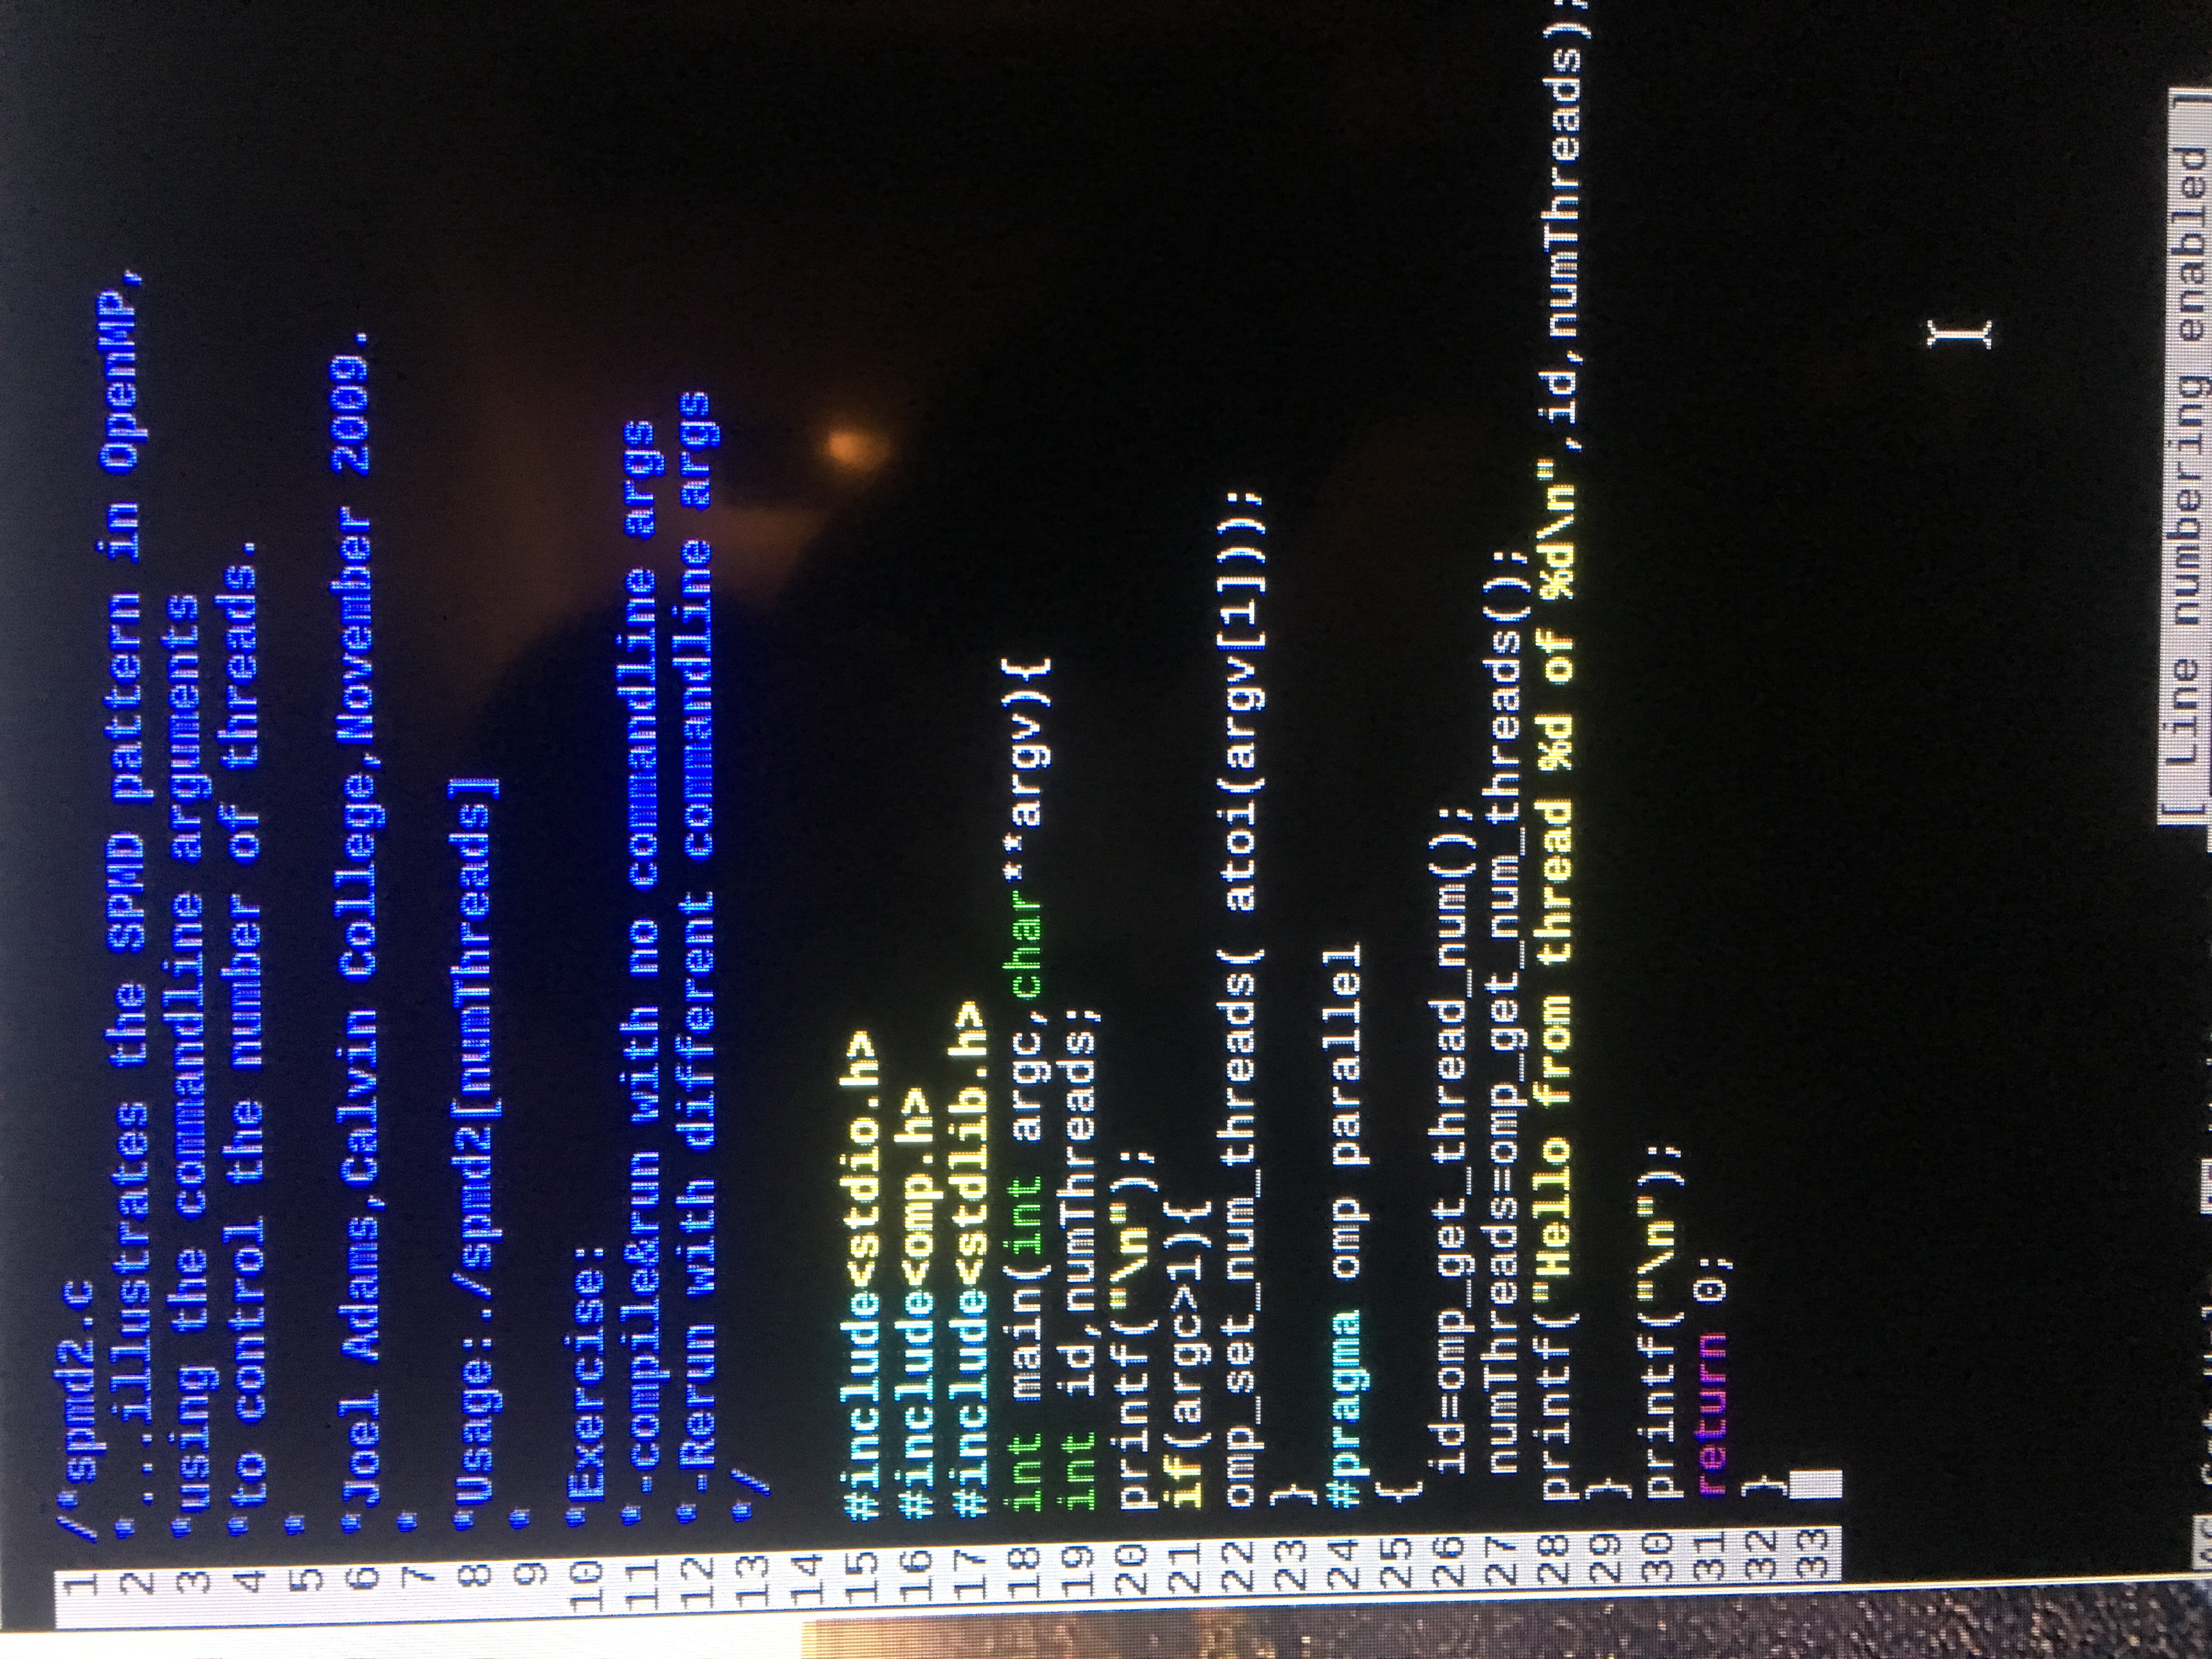 1 /*spmd2.c
2 *...illustrates the SPMD pattern in OpenMP,
3 *using the commandline arguments
4 *to control the number of threads.
5 *
6 *Joel Adams,Calvin College,November 2009.
7 *
8 *Usage:./spmd2[numThreads]
9 *
10 *Exercise:
11 *-compile&run with no commandline args
12 *-Rerun with different commandline args
13 */
14
15 #include<stdio.h>
16 #include<omp.h>
17 #include<stdlib.h>
18 int main(int argc,char**argv){
19 int id,numThreads;
20 printf("\n");
21 if(argc>1){
22 omp_set_num_threads( atoi(argv[1]));
23 }
24 #pragma omp parallel
25 {
26  id=omp_get_thread_num();
27  numThreads=omp_get_num_threads();
28 printf("Hello from thread %d of %d\n",id,numThreads);
29 }
30 printf("\n");
31 return 0;
32 }
33
[ Line numbering enabled ]